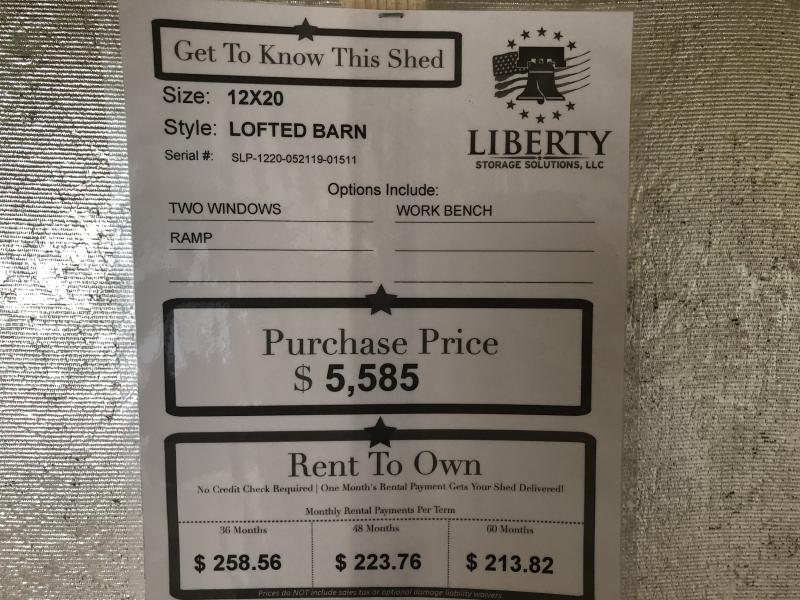 Get To Know This Shed
Size: 12X20
Style: LOFTED BARN
Serial #: SLP-1220-052119-01511
LIBERTY
STORAGE SOLUTIONS, LLC
Options Include:
TWO WINDOWS WORK BENCH
RAMP
Purchase Price
$ 5,585
Rent To Own
No Credit Check Required | One Month's Rental Payment Gets Your Shed Delivered!
Monthly Rental Payments Per Term
36 Months 48 Months 60 Months
$ 258.56 $ 223.76 $ 213.82
Prices do NOT include sales tax or optional damage liability waivers